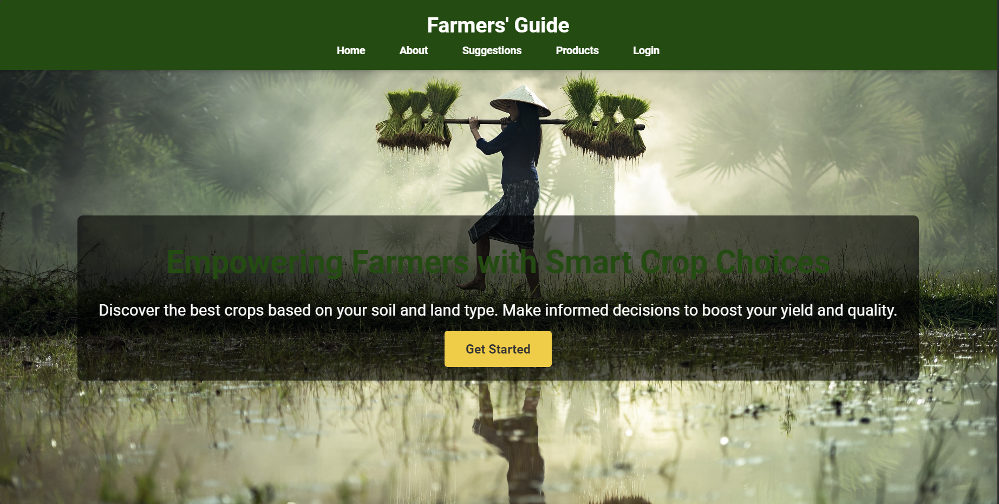 Farmers' Guide
Home About Suggestions Products Login
Empowering Farmers with Smart Crop Choices
Discover the best crops based on your soil and land type. Make informed decisions to boost your yield and quality.
Get Started